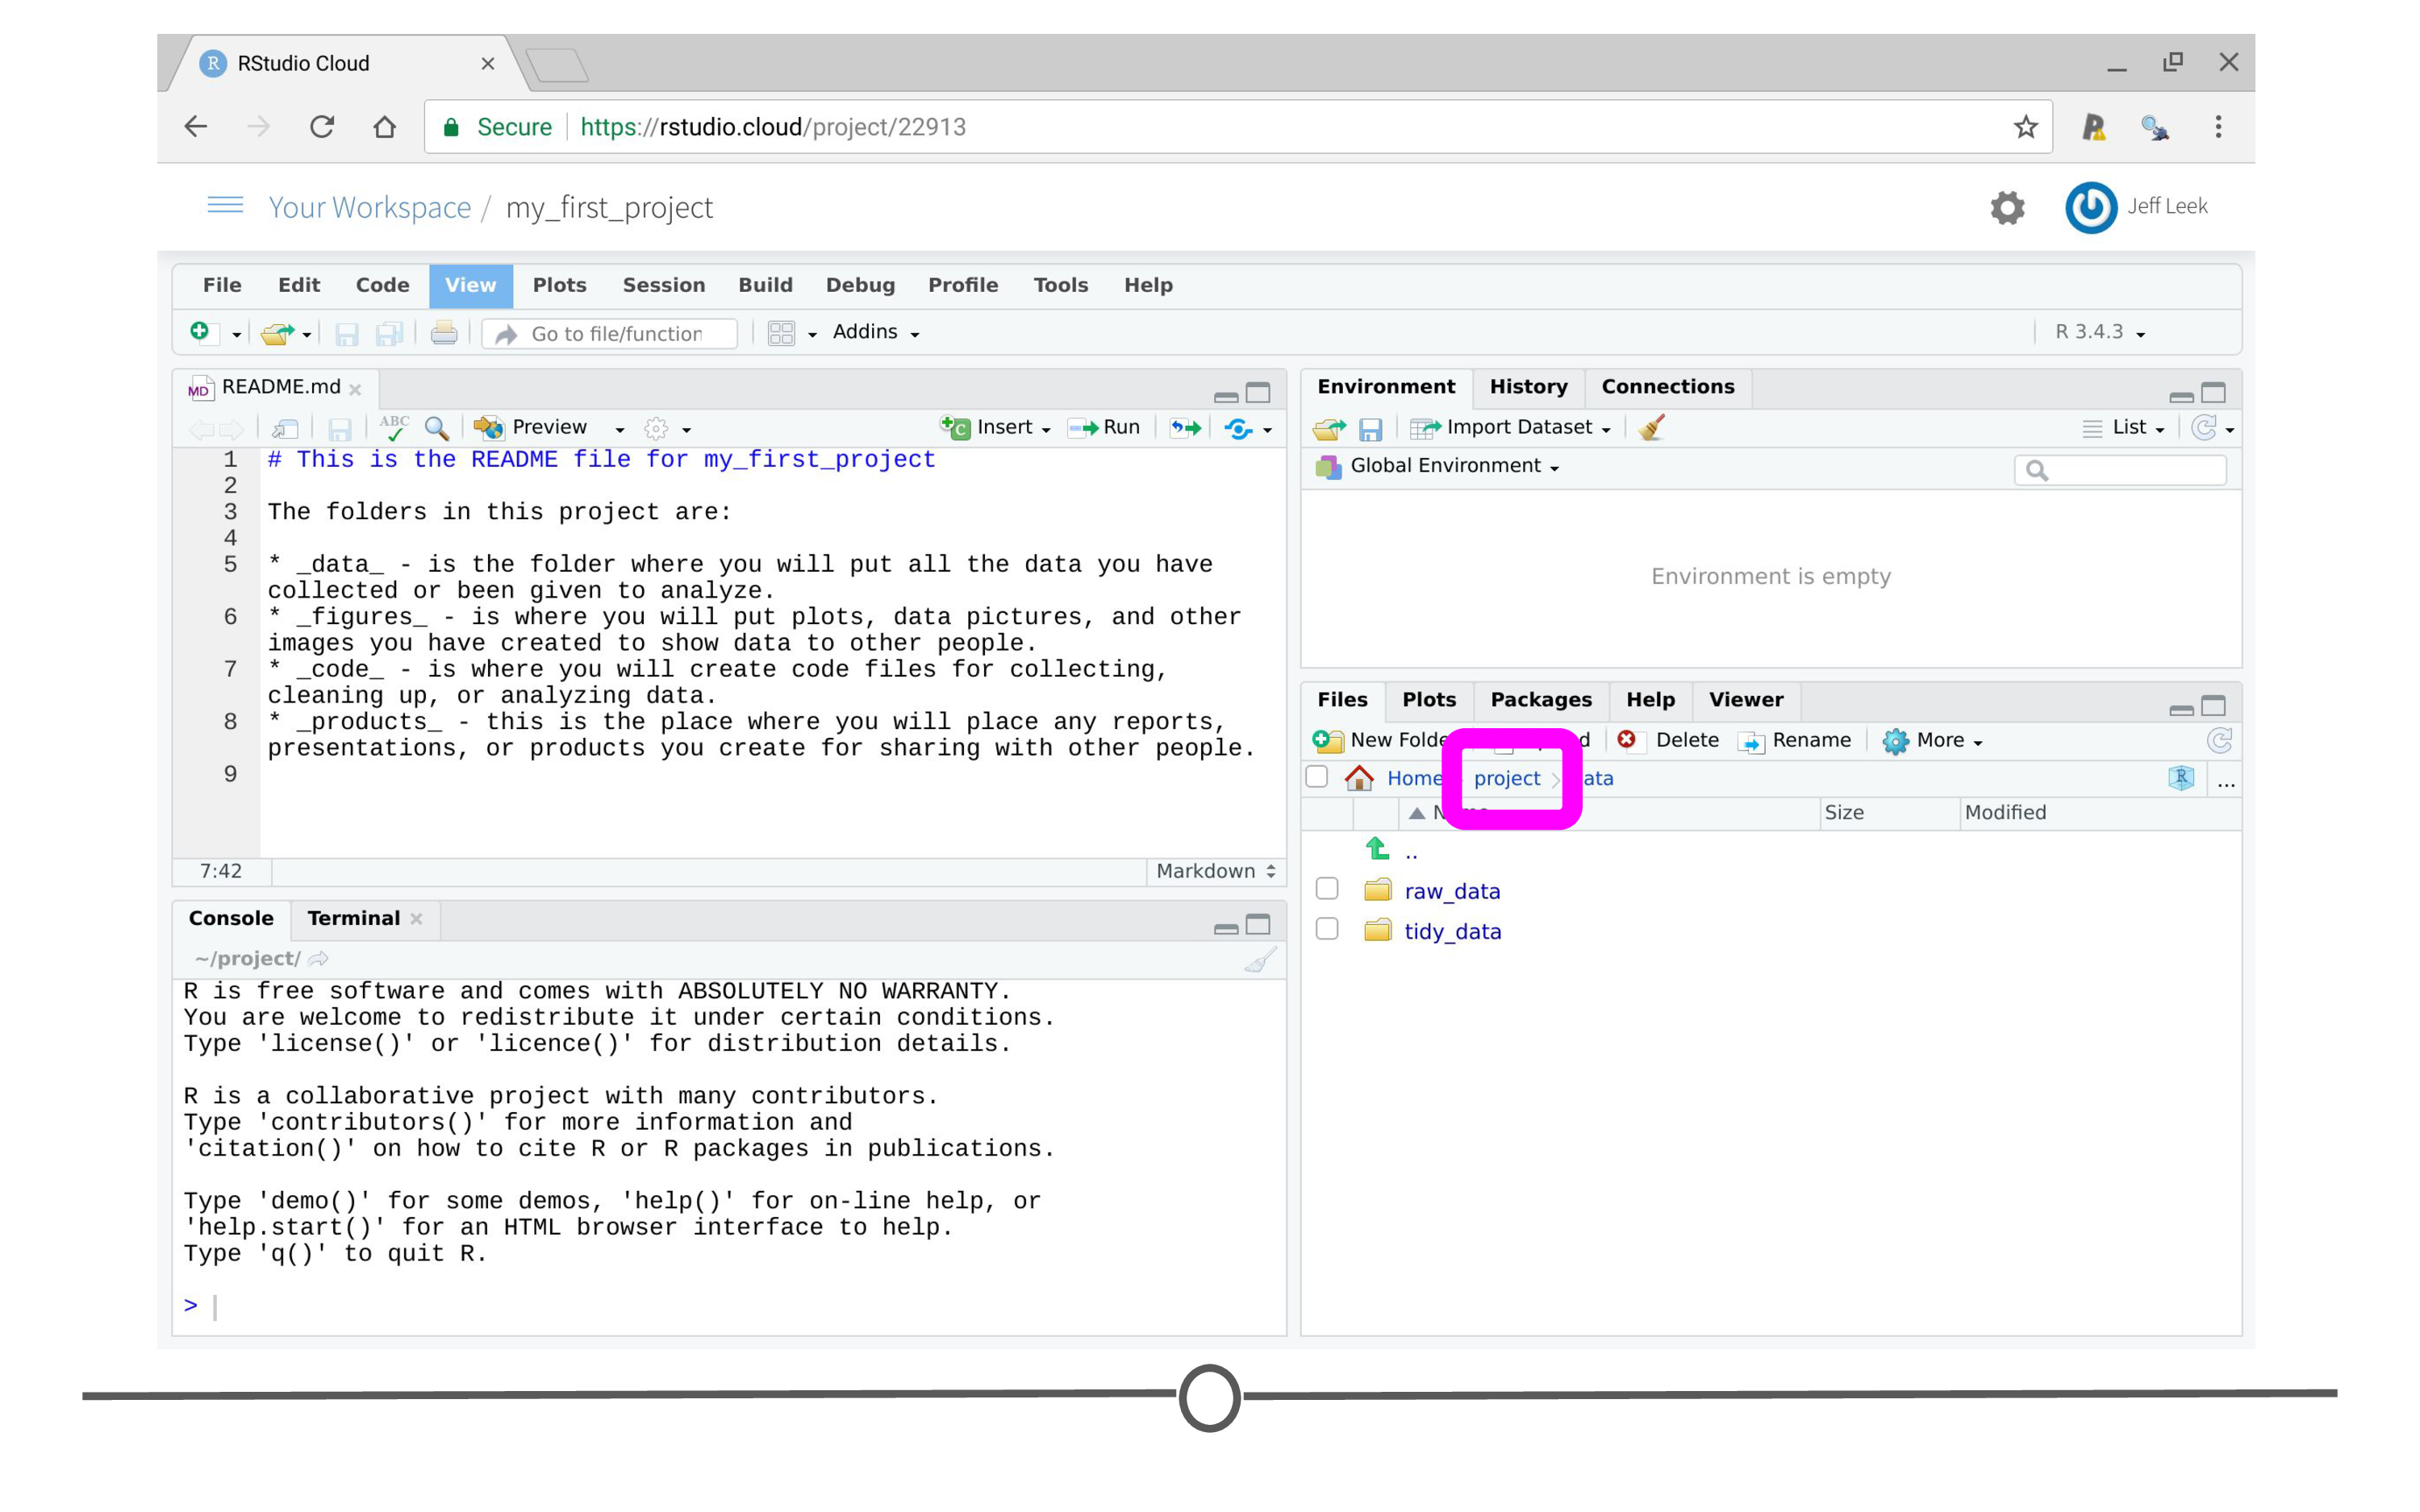 RStudio Cloud
Secure https://rstudio.cloud/project/22913
Your Workspace / my_first_project
Jeff Leek
File Edit Code View Plots Session Build Debug Profile Tools Help
Go to file/function
Addins
R 3.4.3
README.md
ABC
Preview
Insert
Run
1 # This is the README file for my_first_project
2
3 The folders in this project are:
4
5 * _data_ - is the folder where you will put all the data you have
collected or been given to analyze.
6 * _figures_ - is where you will put plots, data pictures, and other
images you have created to show data to other people.
7 * _code_ - is where you will create code files for collecting,
cleaning up, or analyzing data.
8 * _products_ - this is the place where you will place any reports,
presentations, or products you create for sharing with other people.
9
7:42
Markdown
Console Terminal
~/project/
R is free software and comes with ABSOLUTELY NO WARRANTY.
You are welcome to redistribute it under certain conditions.
Type 'license()' or 'licence()' for distribution details.
R is a collaborative project with many contributors.
Type 'contributors()' for more information and
'citation()' on how to cite R or R packages in publications.
Type 'demo()' for some demos, 'help()' for on-line help, or
'help.start()' for an HTML browser interface to help.
Type 'q()' to quit R.
>
Environment History Connections
Import Dataset
List
Global Environment
Environment is empty
Files Plots Packages Help Viewer
New Delete Rename More
Home project ...
Size Modified
..
raw_data
tidy_data